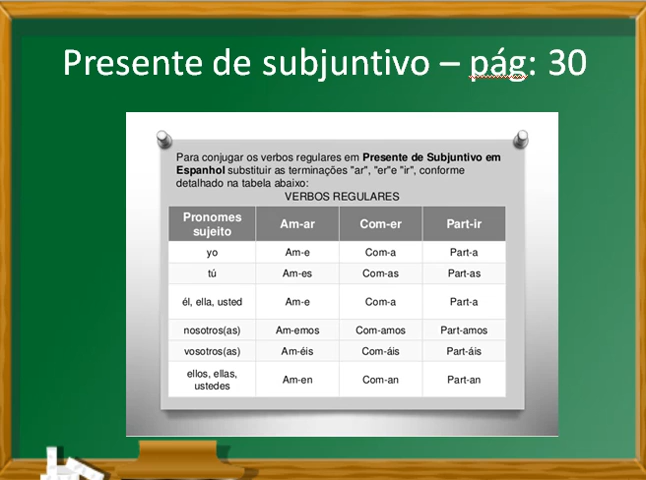 Presente de subjuntivo – pág: 30
Para conjugar os verbos regulares em Presente de Subjuntivo em
Espanhol substituir as terminações "ar", "er"e "ir", conforme
detalhado na tabela abaixo:
VERBOS REGULARES
Pronomes sujeito Am-ar Com-er Part-ir
yo Am-e Com-a Part-a
tú Am-es Com-as Part-as
él, ella, usted Am-e Com-a Part-a
nosotros(as) Am-emos Com-amos Part-amos
vosotros(as) Am-éis Com-áis Part-áis
ellos, ellas, ustedes Am-en Com-an Part-an